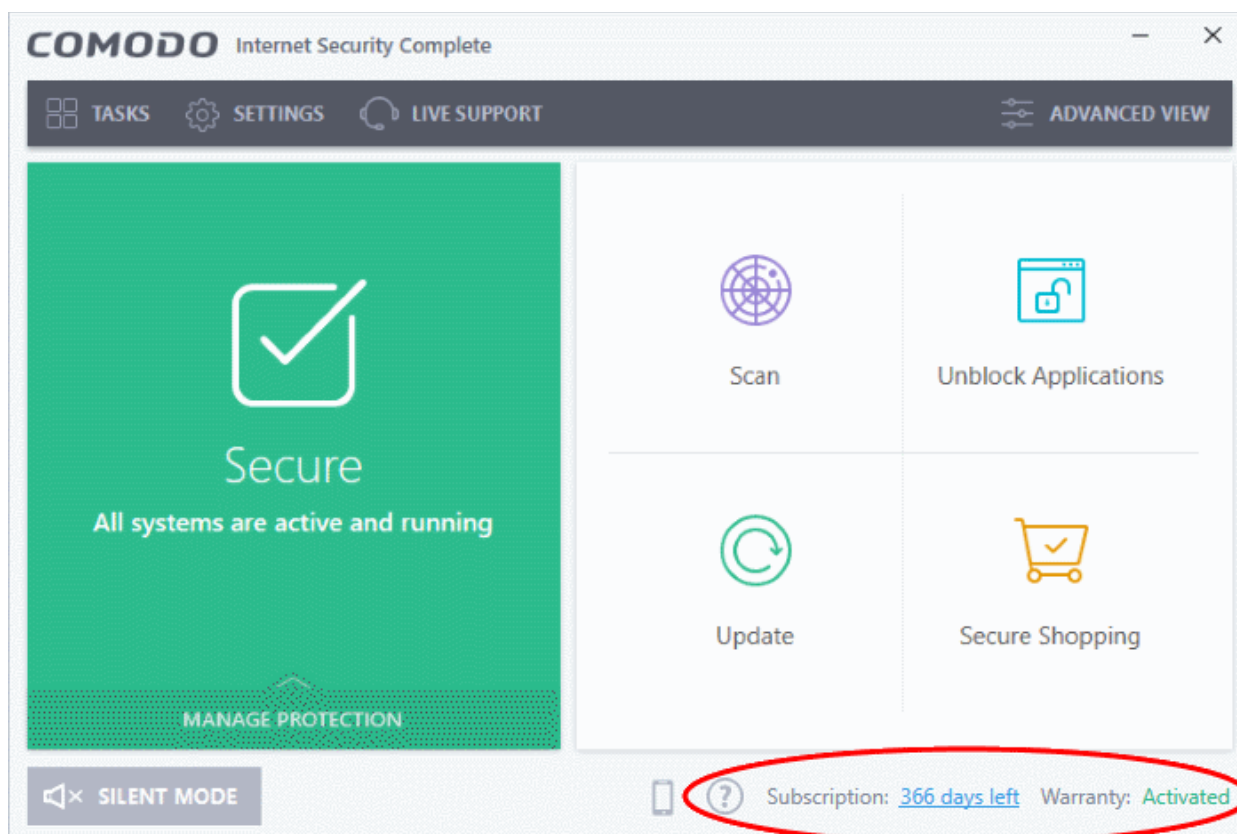 COMODO Internet Security Complete
TASKS SETTINGS LIVE SUPPORT ADVANCED VIEW
Secure
All systems are active and running
MANAGE PROTECTION
Scan
Unblock Applications
Update
Secure Shopping
SILENT MODE
? Subscription: 366 days left Warranty: Activated